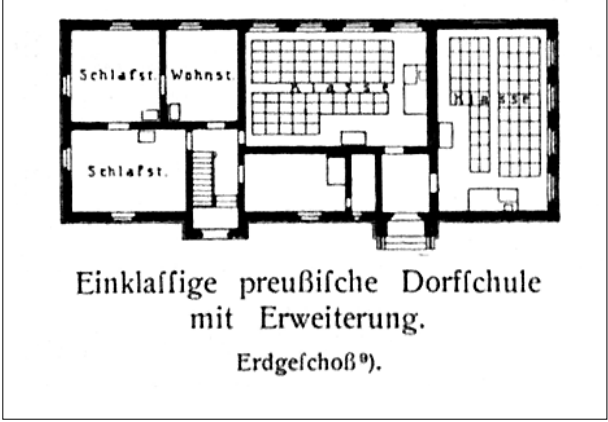 Schlafst.
Wohnst.
Klasse
Klasse
Schlafst.
Einklaſſige preußiſche Dorfſchule
mit Erweiterung.
Erdgeſchoß⁹).